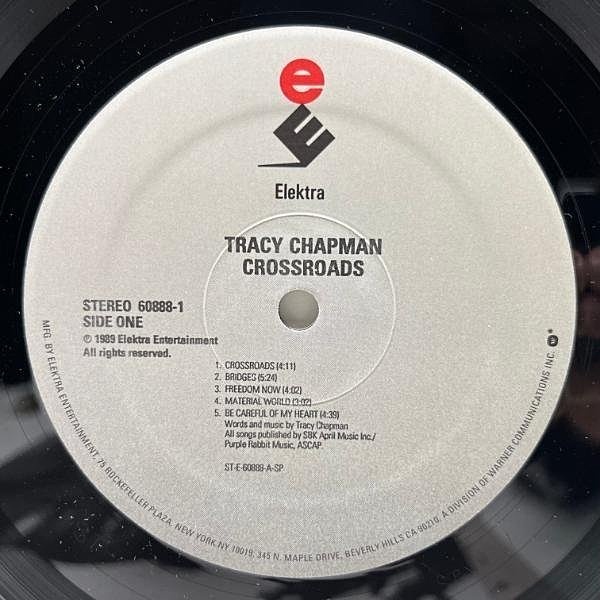 e
E
Elektra
TRACY CHAPMAN
CROSSROADS
STEREO 60888-1
SIDE ONE
℗ 1989 Elektra Entertainment
All rights reserved.
1. CROSSROADS (4:11)
2. BRIDGES (5:24)
3. FREEDOM NOW (4:02)
4. MATERIAL WORLD (3:02)
5. BE CAREFUL OF MY HEART (4:39)
Words and music by Tracy Chapman
All songs published by SBK April Music Inc./
Purple Rabbit Music, ASCAP.
ST-E-60888-A-SP
MFG. BY ELEKTRA ENTERTAINMENT, 75 ROCKEFELLER PLAZA, NEW YORK NY 10019, 345 N. MAPLE DRIVE, BEVERLY HILLS CA 90210. A DIVISION OF WARNER COMMUNICATIONS INC.